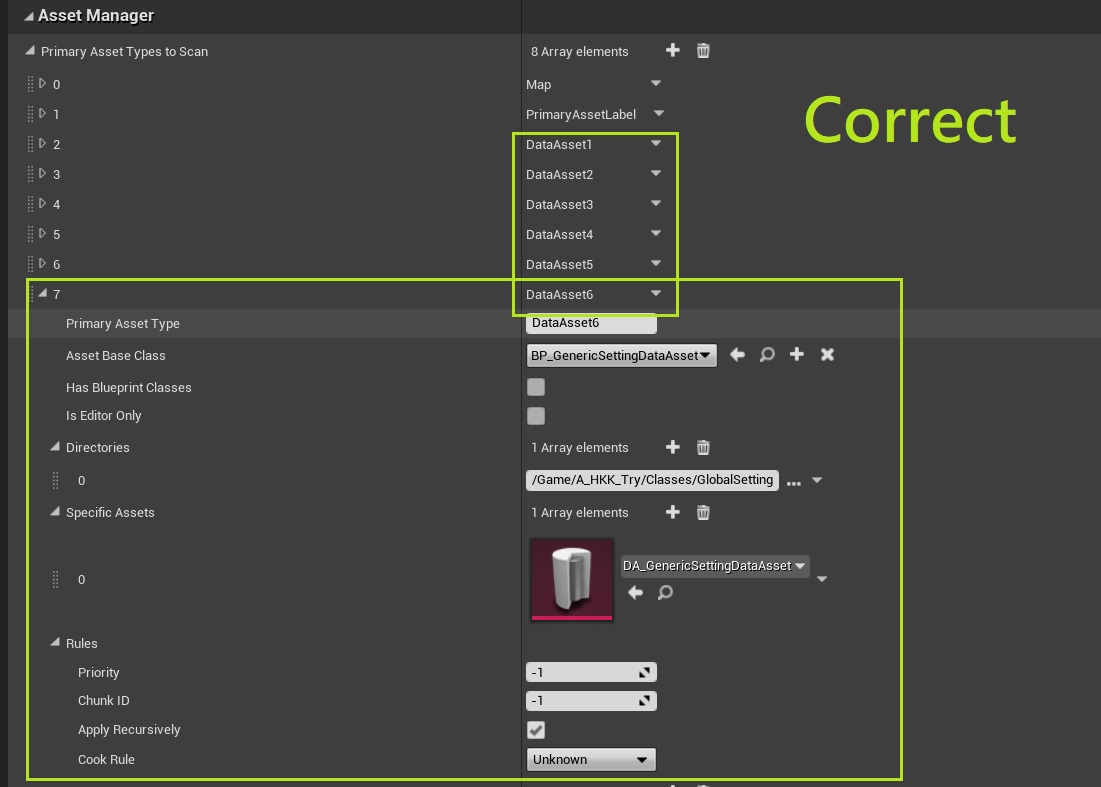 Asset Manager
Primary Asset Types to Scan 8 Array elements
0 Map
Correct
1 PrimaryAssetLabel
2 DataAsset1
3 DataAsset2
4 DataAsset3
5 DataAsset4
6 DataAsset5
7 DataAsset6
Primary Asset Type DataAsset6
Asset Base Class BP_GenericSettingDataAsset
Has Blueprint Classes
Is Editor Only
Directories 1 Array elements
0 /Game/A_HKK_Try/Classes/GlobalSetting ...
Specific Assets 1 Array elements
0 DA_GenericSettingDataAsset
Rules
Priority -1
Chunk ID -1
Apply Recursively
Cook Rule Unknown